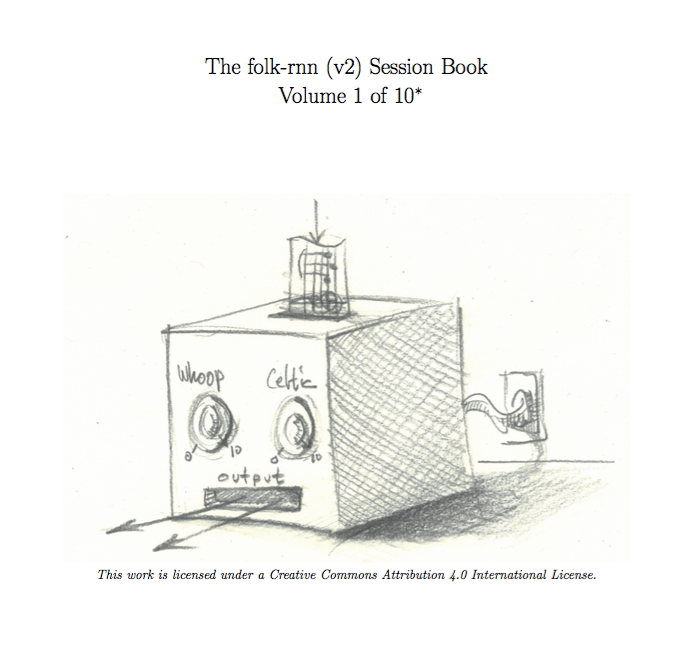 The folk-rnn (v2) Session Book
Volume 1 of 10*
Whoop Celtic
0 10 0 10
output
This work is licensed under a Creative Commons Attribution 4.0 International License.